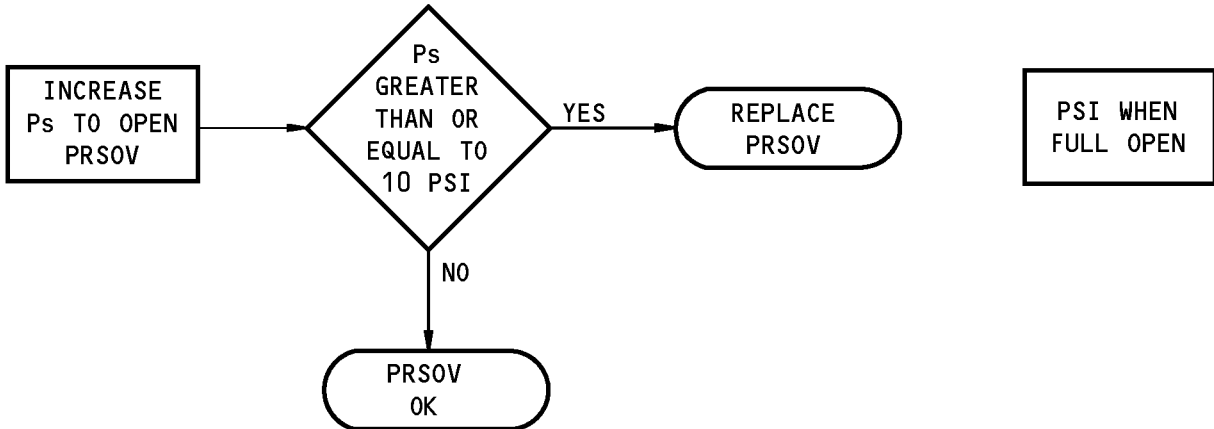 INCREASE
Ps TO OPEN
PRSOV
Ps
GREATER
THAN OR
EQUAL TO
10 PSI
YES
REPLACE
PRSOV
PSI WHEN
FULL OPEN
NO
PRSOV
OK